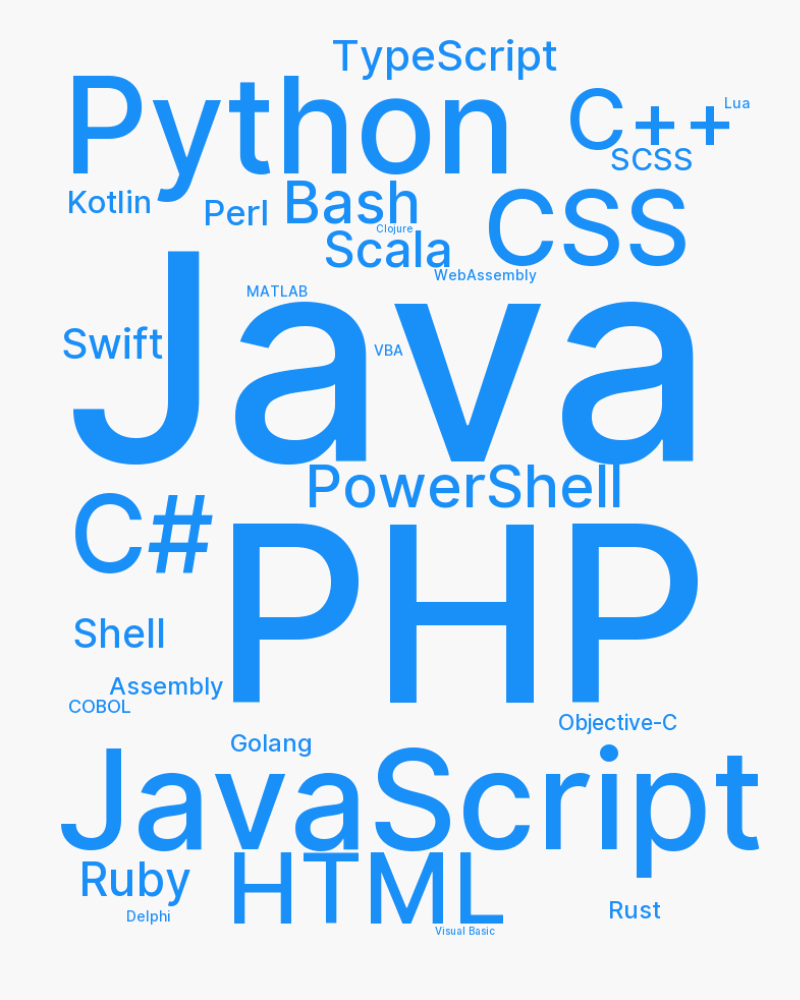 TypeScript
Python
C++
Lua
SCSS
Kotlin
Perl
Bash
CSS
Clojure
Scala
WebAssembly
MATLAB
Java
Swift
VBA
PowerShell
C#
PHP
Shell
Assembly
COBOL
Objective-C
Golang
JavaScript
Ruby
HTML
Rust
Delphi
Visual Basic